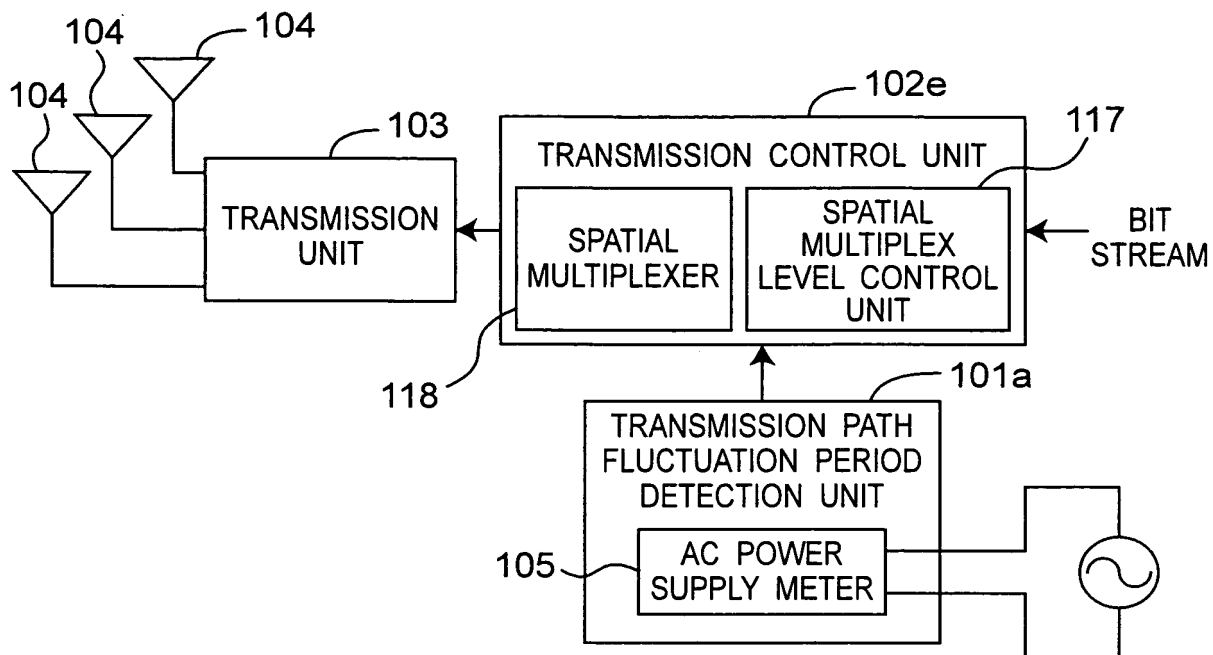 104
104
104
103
TRANSMISSION
UNIT
102e
TRANSMISSION CONTROL UNIT
117
SPATIAL
MULTIPLEXER
118
SPATIAL
MULTIPLEX
LEVEL CONTROL
UNIT
BIT
STREAM
101a
TRANSMISSION PATH
FLUCTUATION PERIOD
DETECTION UNIT
105
AC POWER
SUPPLY METER